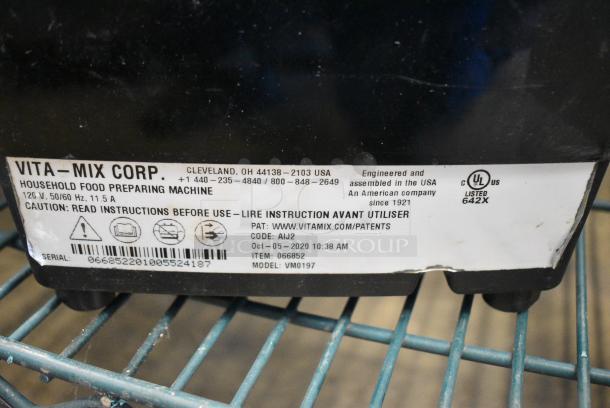 VITA-MIX CORP.
CLEVELAND, OH 44138-2103 USA
+1 440-235-4840 / 800-848-2649
HOUSEHOLD FOOD PREPARING MACHINE
120 V, 50/60 Hz, 11.5 A
Engineered and
assembled in the USA
An American company
since 1921
C UL US
LISTED
642X
CAUTION: READ INSTRUCTIONS BEFORE USE-LIRE INSTRUCTION AVANT UTILISER
PAT: WWW.VITAMIX.COM/PATENTS
CODE: AIJ2
Oct-05-2020 10:38 AM
ITEM: 066852
MODEL: VM0197
SERIAL:
066852201005524187
GROUP